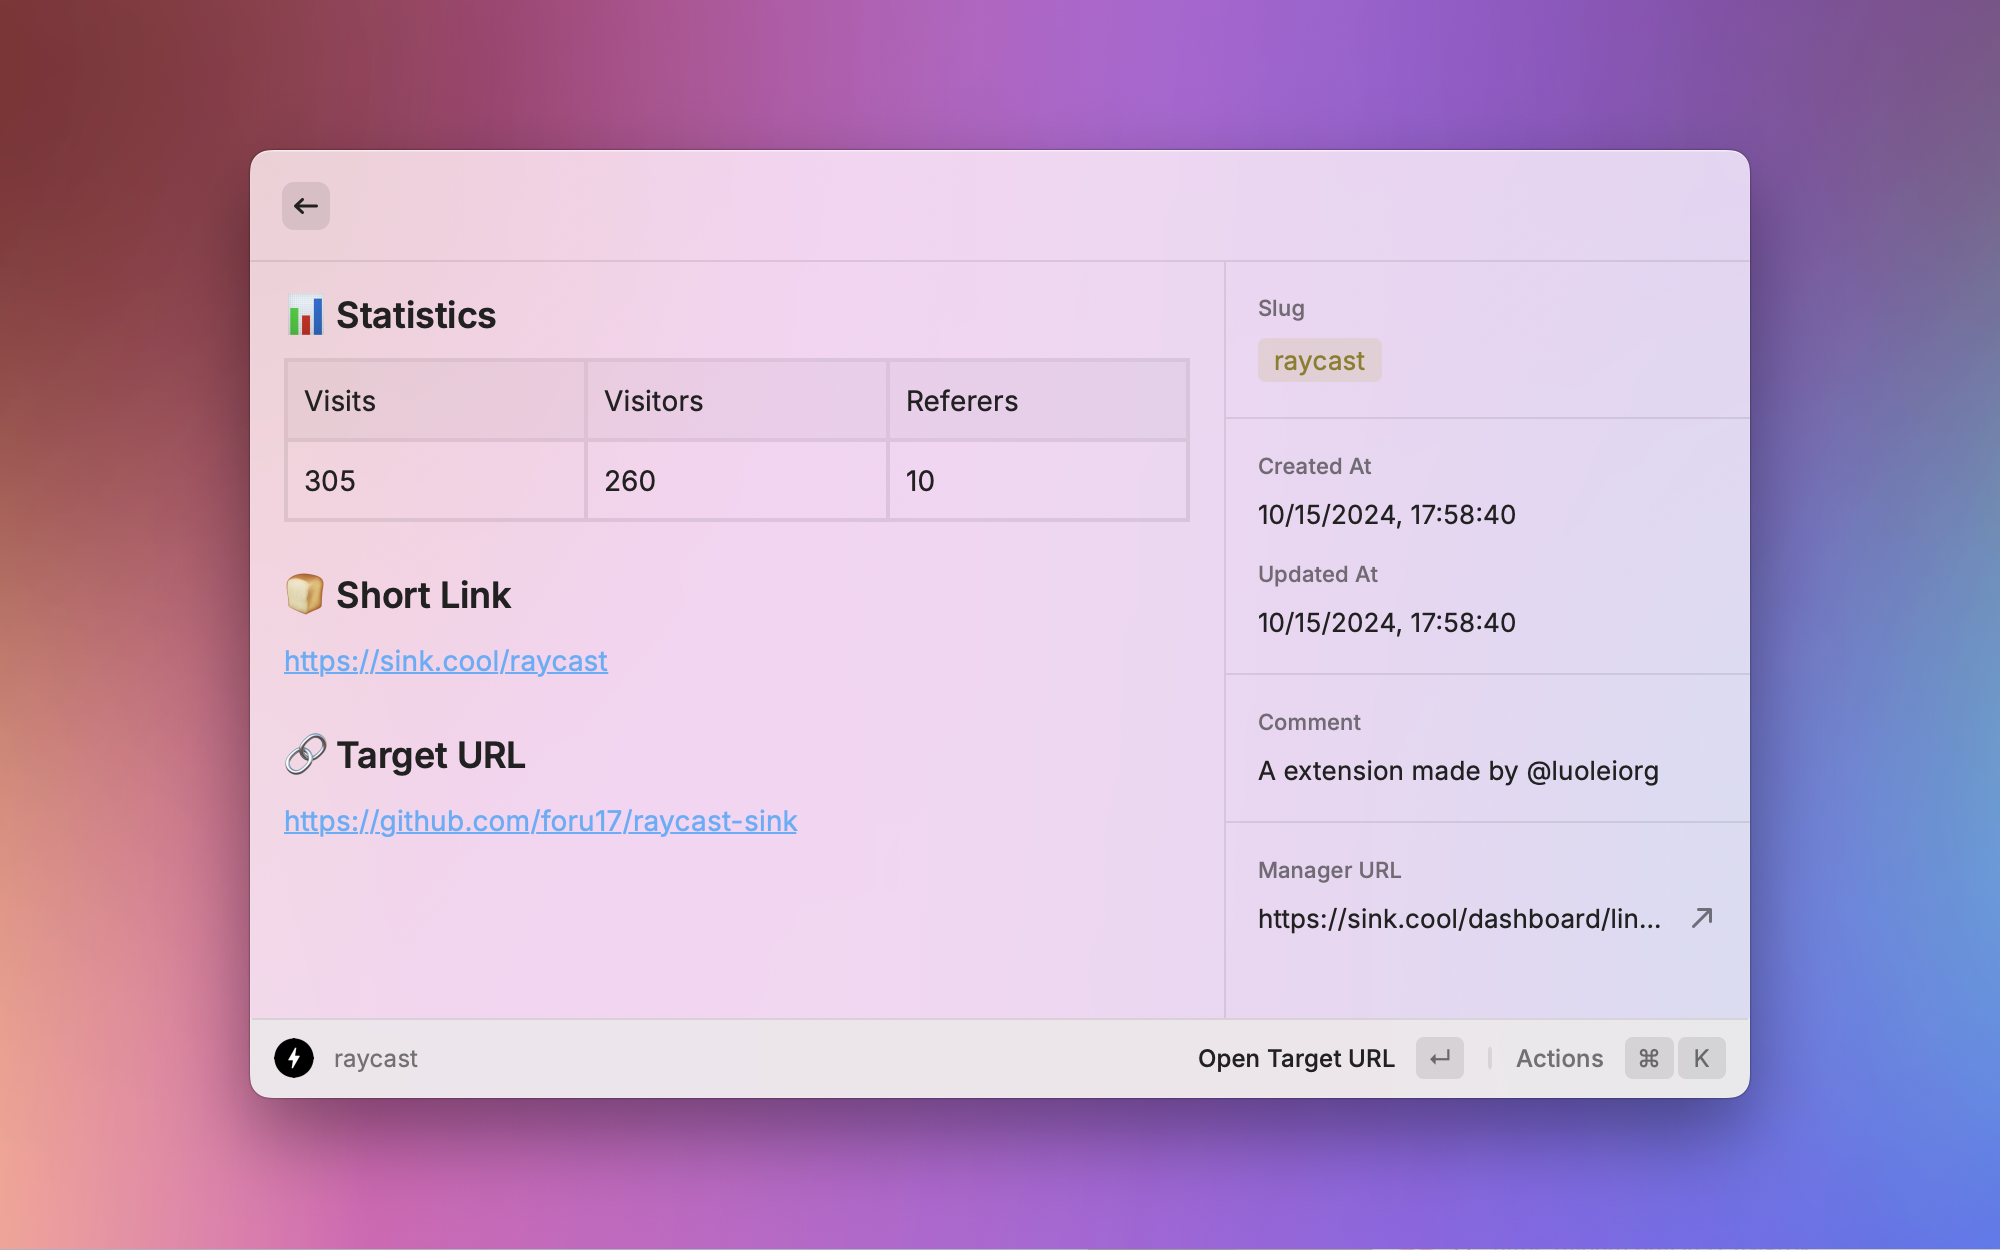 📊 Statistics
Visits Visitors Referers
305 260 10
🍞 Short Link
https://sink.cool/raycast
🔗 Target URL
https://github.com/foru17/raycast-sink
Slug
raycast
Created At
10/15/2024, 17:58:40
Updated At
10/15/2024, 17:58:40
Comment
A extension made by @luoleiorg
Manager URL
https://sink.cool/dashboard/lin...
raycast
Open Target URL ↵ Actions ⌘ K